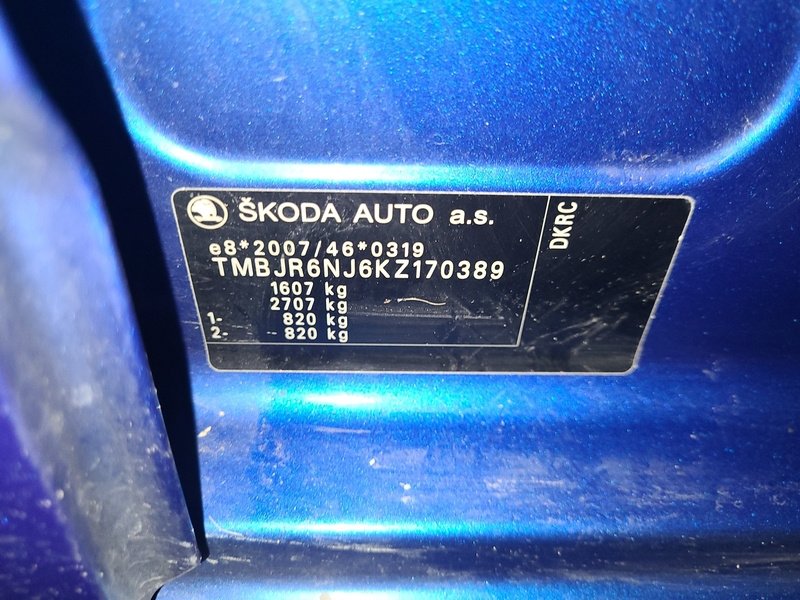 ŠKODA AUTO a.s.
e8*2007/46*0319
TMBJR6NJ6KZ170389
1607 kg
2707 kg
1- 820 kg
2- 820 kg
DKRC